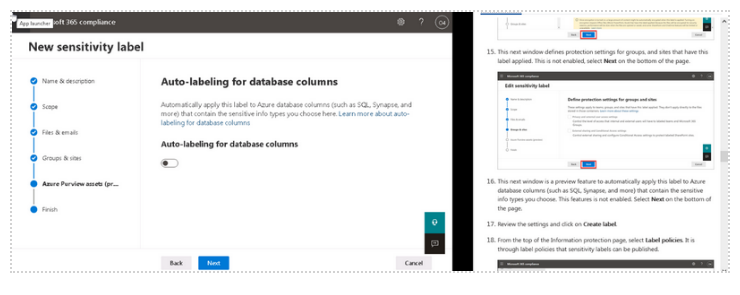 App launcher
soft 365 compliance
?
New sensitivity label
Name & description
Scope
Files & emails
Groups & sites
Azure Purview assets (pr...
Finish
Auto-labeling for database columns
Automatically apply this label to Azure database columns (such as SQL, Synapse, and
more) that contain the sensitive info types you choose here. Learn more about auto-
labeling for database columns
Auto-labeling for database columns
Back
Next
Cancel
15. This next window defines protection settings for groups, and sites that have this
label applied. This is not enabled, select Next on the bottom of the page.
Edit sensitivity label
Define protection settings for groups and sites
16. This next window is a preview feature to automatically apply this label to Azure
database columns (such as SQL, Synapse, and more) that contain the sensitive
info types you choose. This features is not enabled. Select Next on the bottom of
the page.
17. Review the settings and click on Create label.
18. From the top of the Information protection page, select Label policies. It is
through label policies that sensitivity labels can be published.